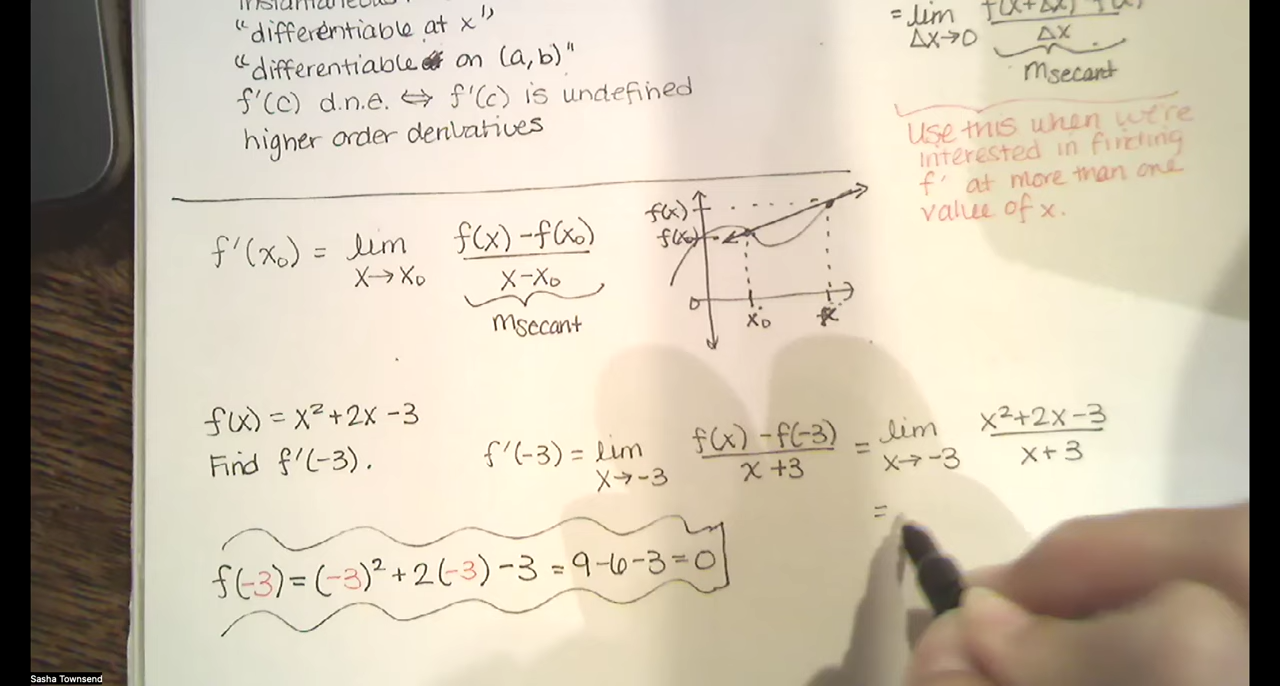 "differentiable at x"
"differentiable on (a,b)"
f'(c) d.n.e. ⇔ f'(c) is undefined
higher order derivatives
= lim Δx→0 f(x+Δx) - f(x) / Δx
Msecant
Use this when we're
interested in finding
f' at more than one
value of x.
f'(x₀) = lim x→x₀ f(x) - f(x₀) / x - x₀
Msecant
f(x)
f(x₀)
0
x₀
x
f(x) = x² + 2x - 3
Find f'(-3).
f'(-3) = lim x→-3 f(x) - f(-3) / x + 3 = lim x→-3 x² + 2x - 3 / x + 3
=
f(-3) = (-3)² + 2(-3) - 3 = 9 - 6 - 3 = 0
Sasha Townsend